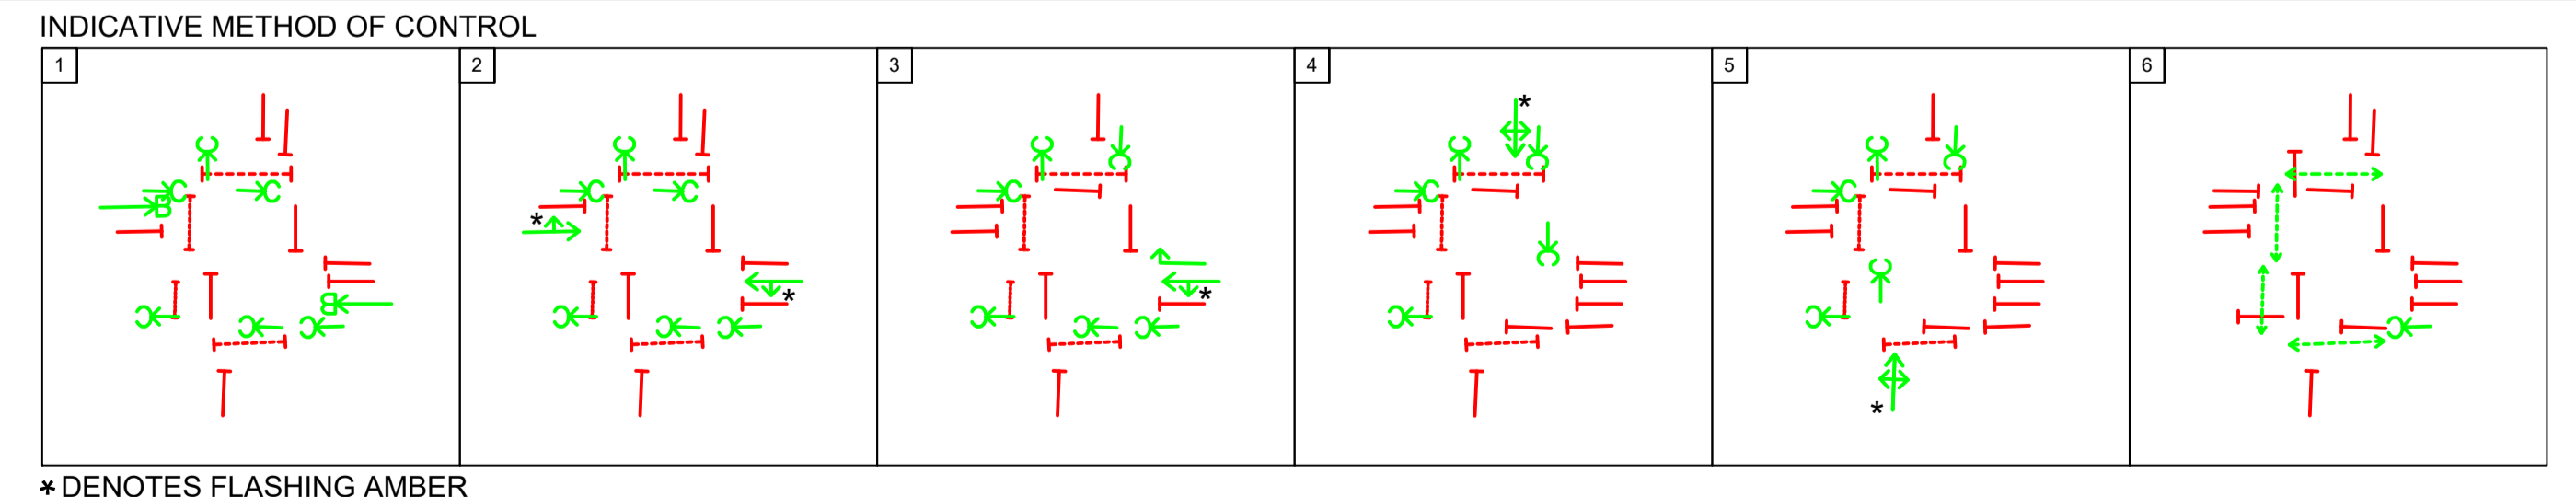 INDICATIVE METHOD OF CONTROL
1 2 3 4 5 6
*
C C C C C C C C
C C C C C C C C C
B
* C
B * * C
C C C C C C C C C C C
*
* DENOTES FLASHING AMBER